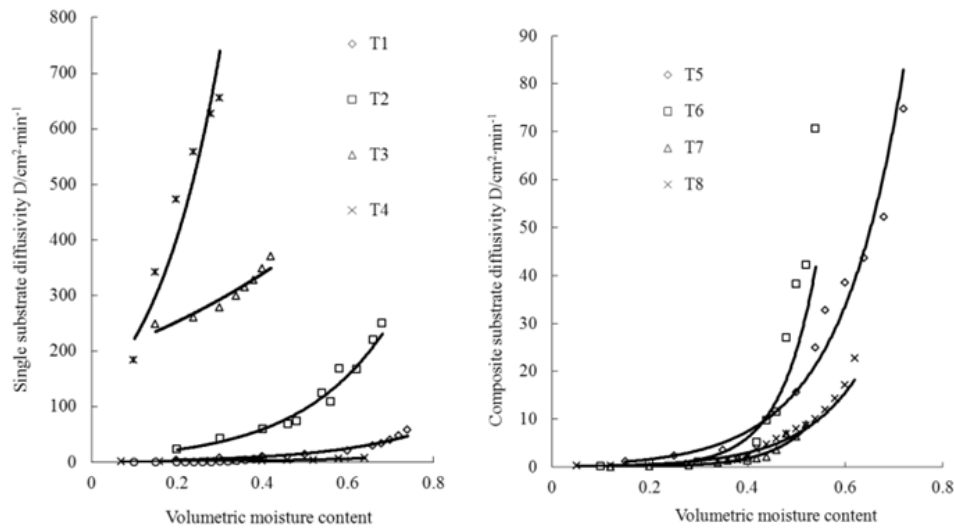 Single substrate diffusivity D/cm²·min⁻¹
800
700
600
500
400
300
200
100
0
T1
T2
T3
T4
0
0.2
0.4
0.6
0.8
Volumetric moisture content
Composite substrate diffusivity D/cm²·min⁻¹
90
80
70
60
50
40
30
20
10
0
T5
T6
T7
T8
0
0.2
0.4
0.6
0.8
Volumetric moisture content